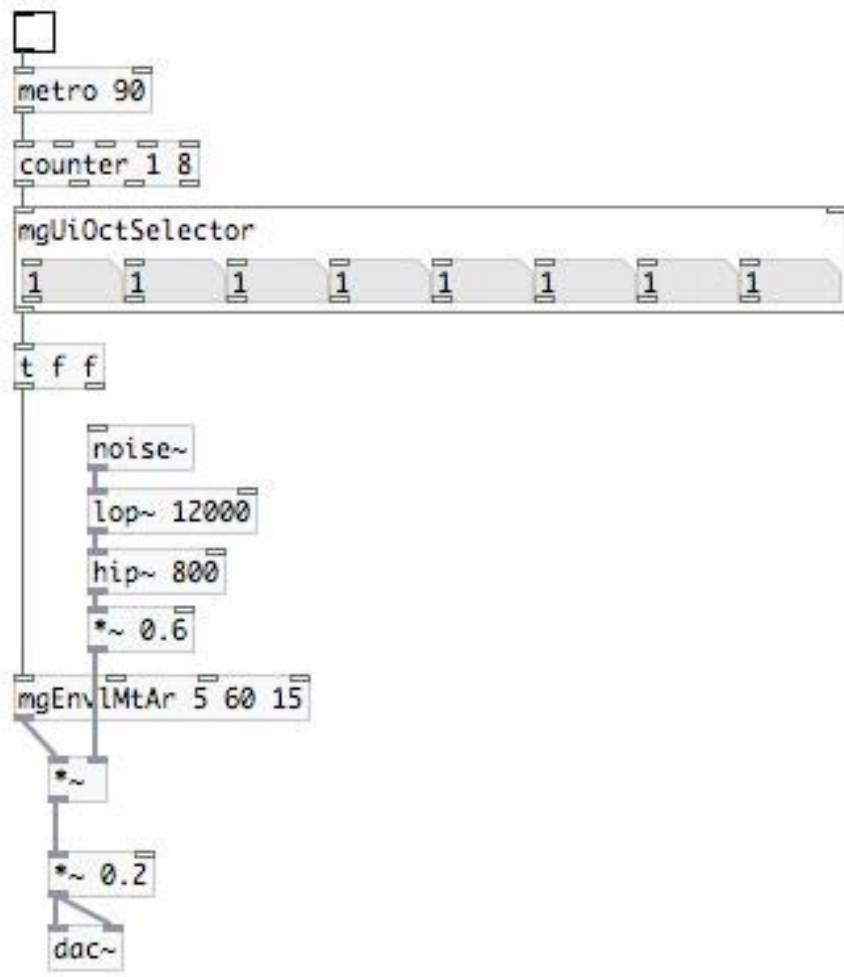 metro 90
counter 1 8
mgUiOctSelector
1 1 1 1 1 1 1 1
t f f
noise~
lop~ 12000
hip~ 800
*~ 0.6
mgEnvlMtAr 5 60 15
*~
*~ 0.2
dac~